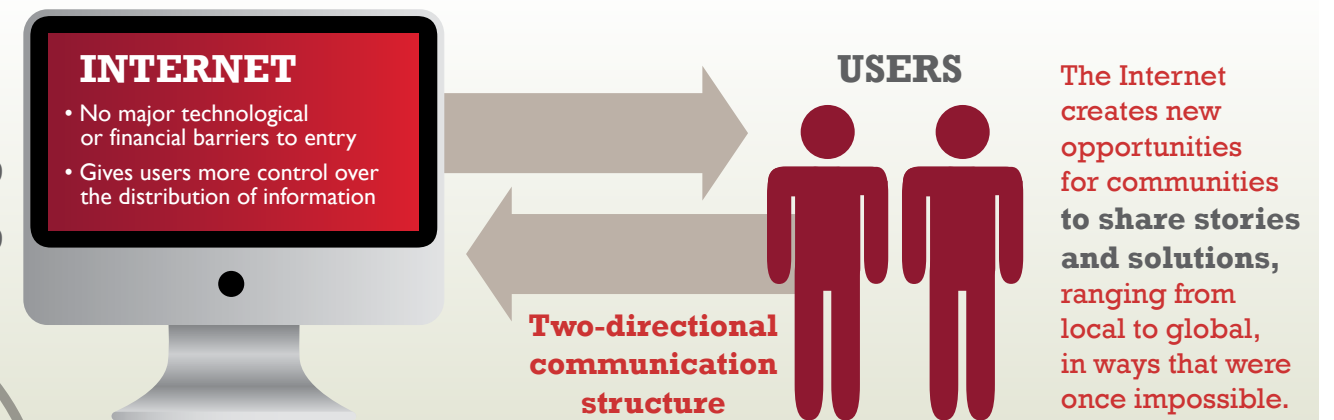 INTERNET
• No major technological
or financial barriers to entry
• Gives users more control over
the distribution of information
Two-directional
communication
structure
USERS
The Internet
creates new
opportunities
for communities
to share stories
and solutions,
ranging from
local to global,
in ways that were
once impossible.